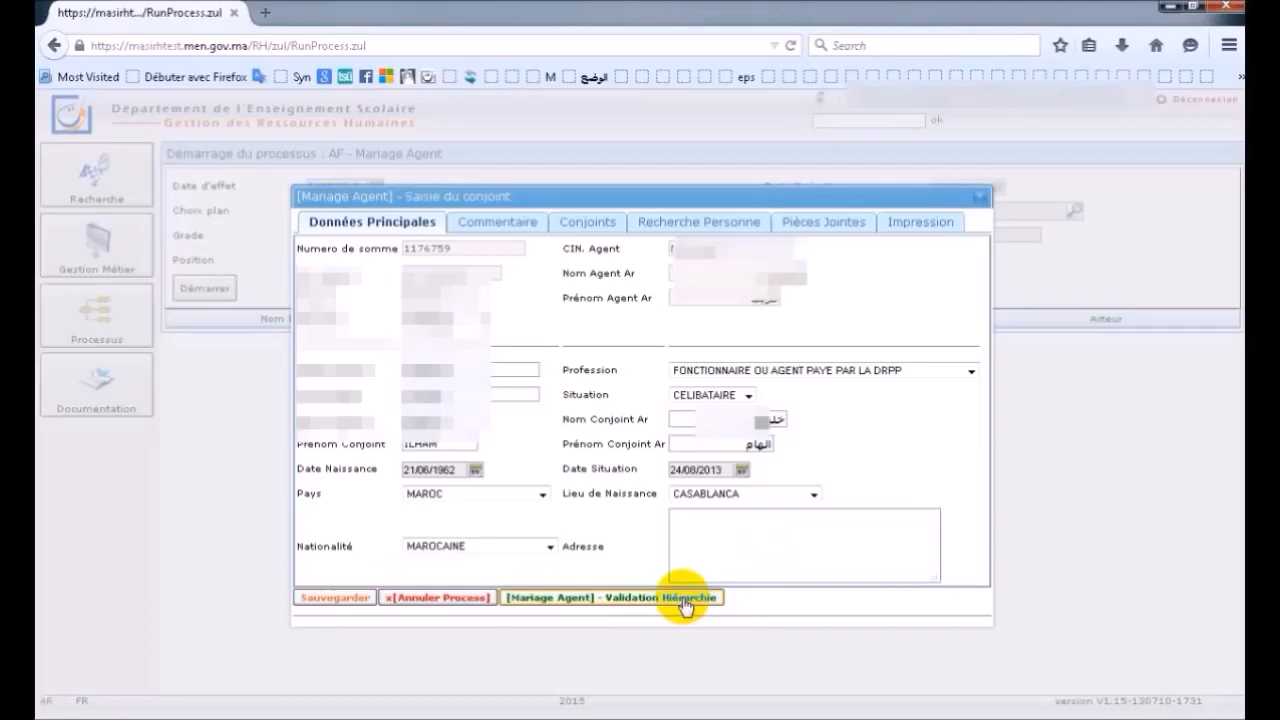 https://masirht.../RunProcess.zul
https://masirhtest.men.gov.ma/RH/zul/RunProcess.zul
Search
Most Visited Débuter avec Firefox Syn M الوضع eps
Département de l'Enseignement Scolaire
Gestion des Ressources Humaines
Déconnexion
ok
Recherche
Gestion Métier
Processus
Documentation
Démarrage du processus : AF - Mariage Agent
Date d'effet
Choix plan
Grade
Position
Démarrer
Nom
Acteur
[Mariage Agent] - Saisie du conjoint
Données Principales Commentaire Conjoints Recherche Personne Pièces Jointes Impression
Numero de somme 1176759 CIN. Agent
Nom Agent Ar
Prénom Agent Ar
Profession FONCTIONNAIRE OU AGENT PAYE PAR LA DRPP
Situation CELIBATAIRE
Nom Conjoint Ar
Prénom Conjoint ILHAM Prénom Conjoint Ar الهام
Date Naissance 21/06/1962 Date Situation 24/08/2013
Pays MAROC Lieu de Naissance CASABLANCA
Nationalité MAROCAINE Adresse
Sauvegarder x[Annuler Process] [Mariage Agent] - Validation Hiérarchie
AR FR 2015 version V1.15-130710-1731